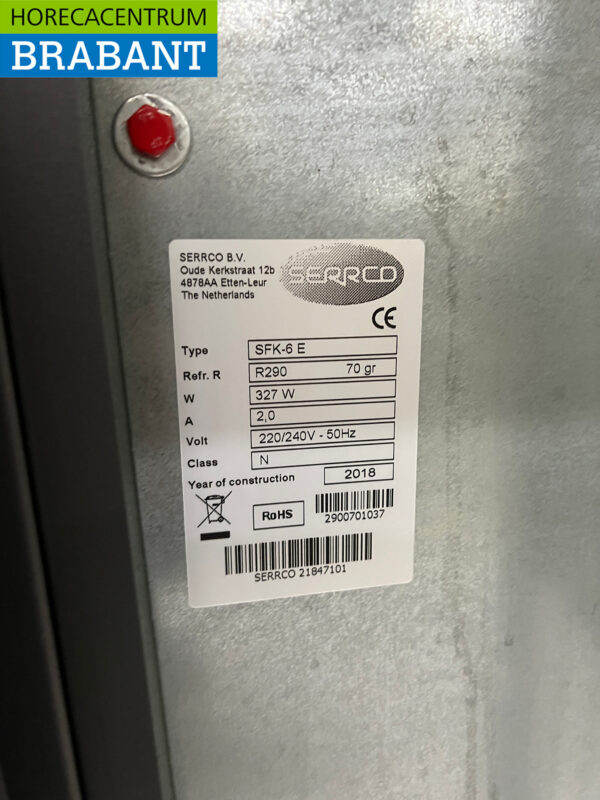 HORECACENTRUM
BRABANT
SERRCO B.V.
Oude Kerkstraat 12b
4878AA Etten-Leur
The Netherlands
SERRCO
CE
Type SFK-6 E
Refr. R R290 70 gr
W 327 W
A 2,0
Volt 220/240V - 50Hz
Class N
Year of construction 2018
RoHS
2900701037
SERRCO 21847101